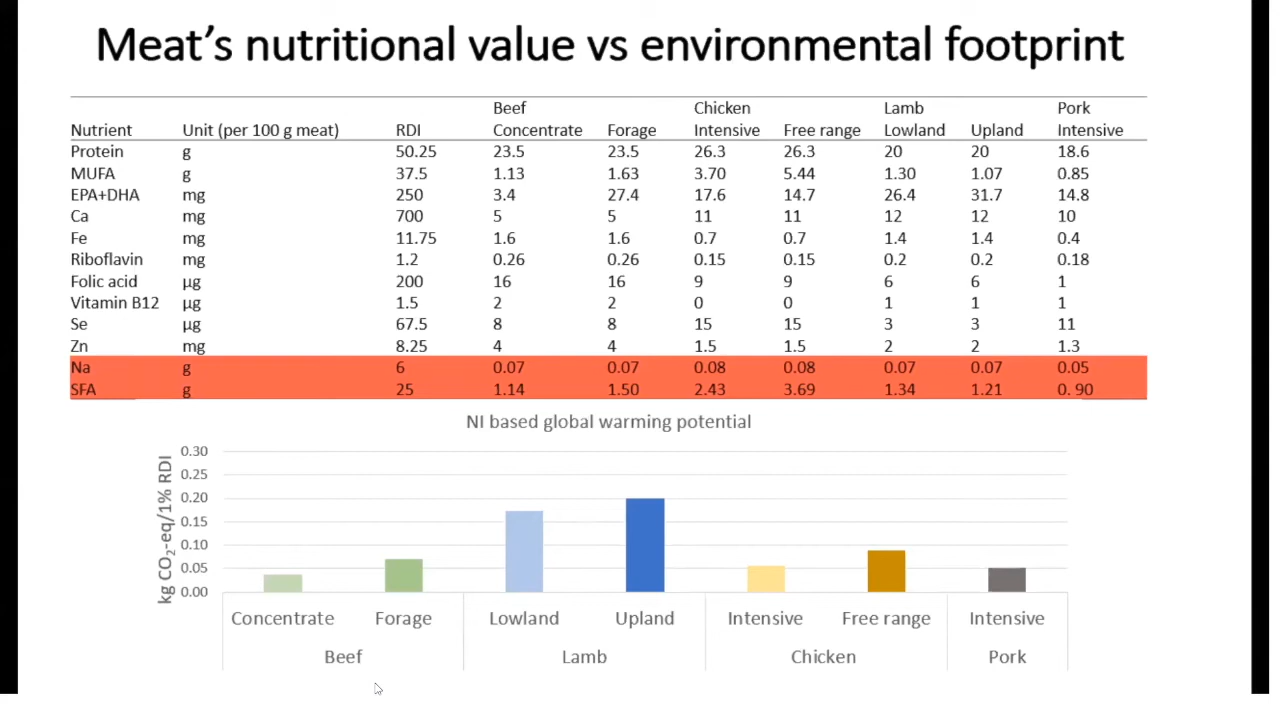 Meat's nutritional value vs environmental footprint
Beef Chicken Lamb Pork
Nutrient Unit (per 100 g meat) RDI Concentrate Forage Intensive Free range Lowland Upland Intensive
Protein g 50.25 23.5 23.5 26.3 26.3 20 20 18.6
MUFA g 37.5 1.13 1.63 3.70 5.44 1.30 1.07 0.85
EPA+DHA mg 250 3.4 27.4 17.6 14.7 26.4 31.7 14.8
Ca mg 700 5 5 11 11 12 12 10
Fe mg 11.75 1.6 1.6 0.7 0.7 1.4 1.4 0.4
Riboflavin mg 1.2 0.26 0.26 0.15 0.15 0.2 0.2 0.18
Folic acid µg 200 16 16 9 9 6 6 1
Vitamin B12 µg 1.5 2 2 0 0 1 1 1
Se µg 67.5 8 8 15 15 3 3 11
Zn mg 8.25 4 4 1.5 1.5 2 2 1.3
Na g 6 0.07 0.07 0.08 0.08 0.07 0.07 0.05
SFA g 25 1.14 1.50 2.43 3.69 1.34 1.21 0. 90
NI based global warming potential
kg CO₂-eq/1% RDI
0.30
0.25
0.20
0.15
0.10
0.05
0.00
Concentrate Forage Lowland Upland Intensive Free range Intensive
Beef Lamb Chicken Pork